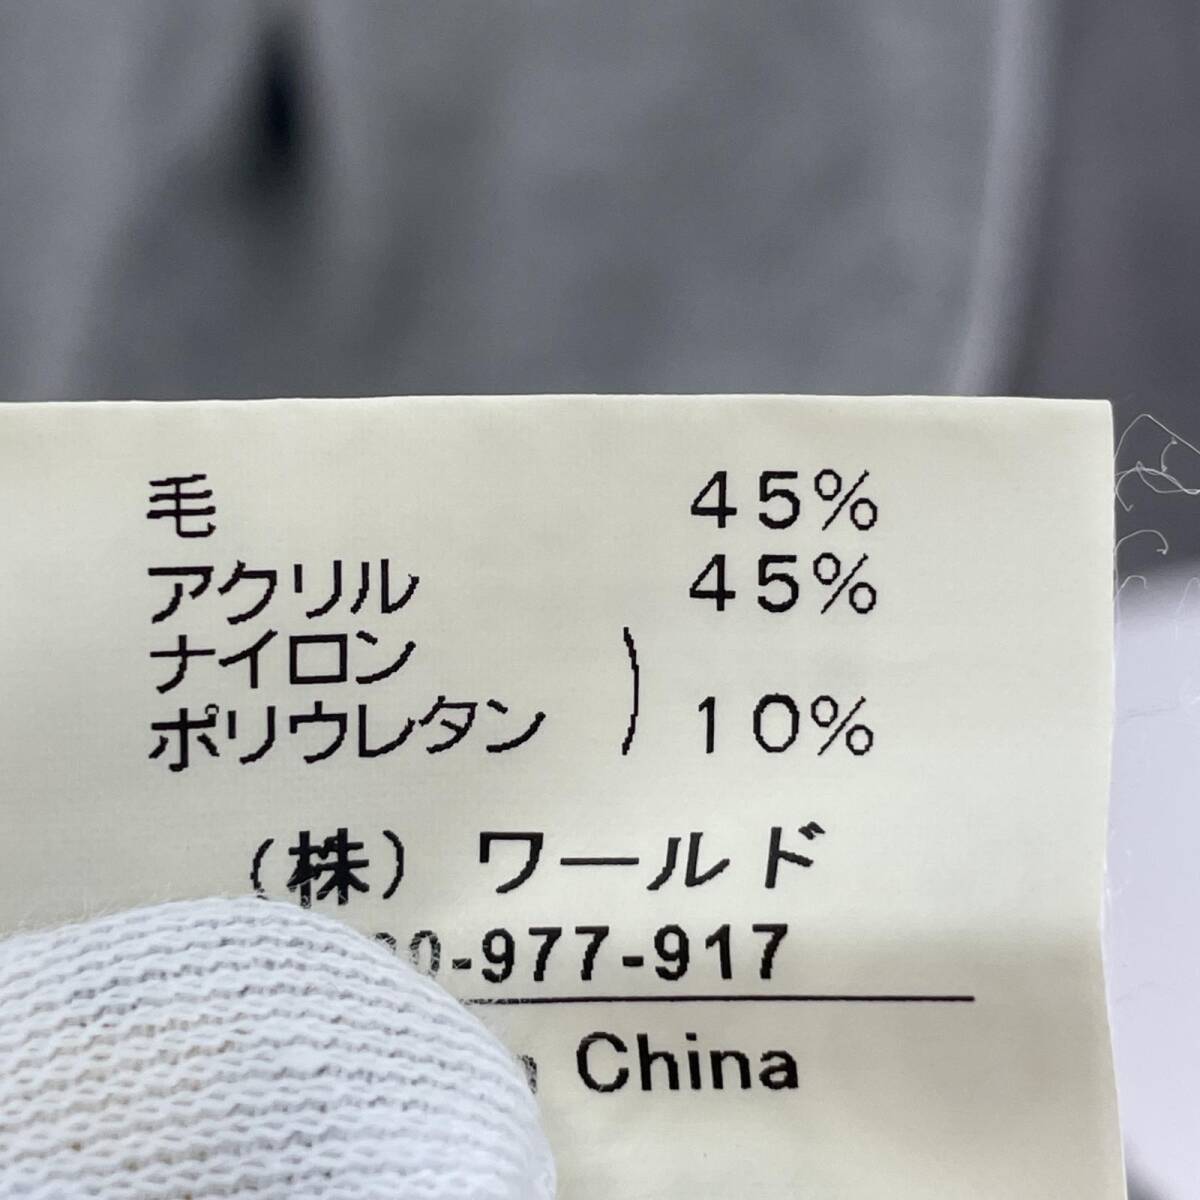 毛 45%
アクリル 45%
ナイロン
ポリウレタン ) 10%
(株) ワールド
0-977-917
China